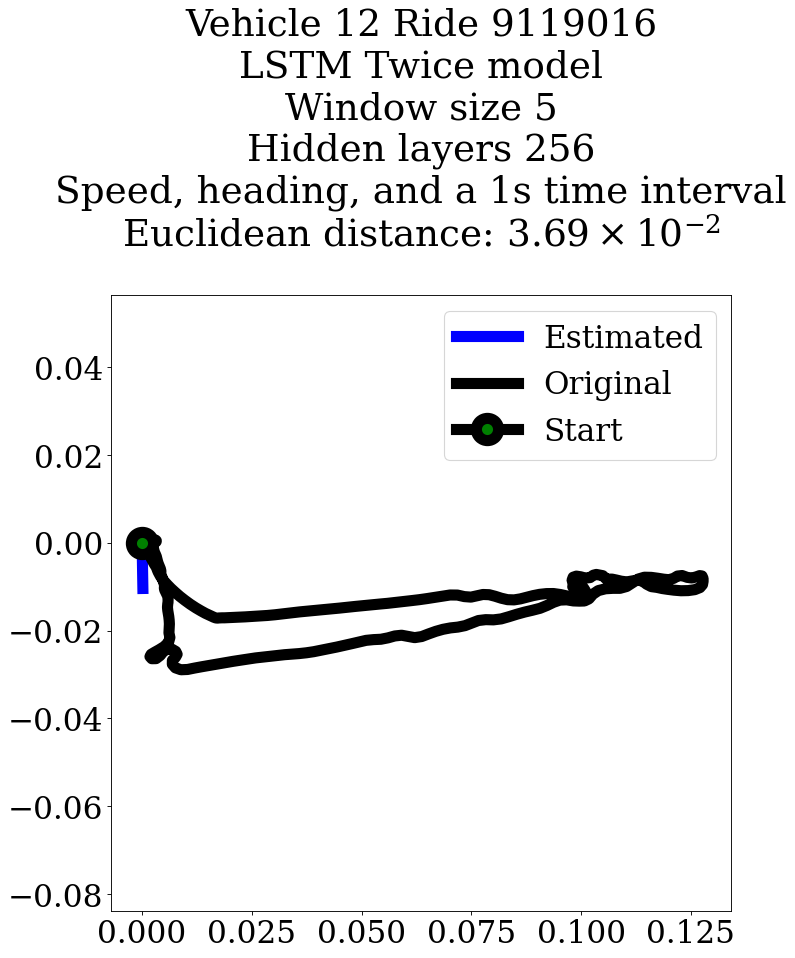 Vehicle 12 Ride 9119016
LSTM Twice model
Window size 5
Hidden layers 256
Speed, heading, and a 1s time interval
Euclidean distance: 3.69 × 10⁻²
Estimated
Original
Start
0.04
0.02
0.00
−0.02
−0.04
−0.06
−0.08
0.000 0.025 0.050 0.075 0.100 0.125